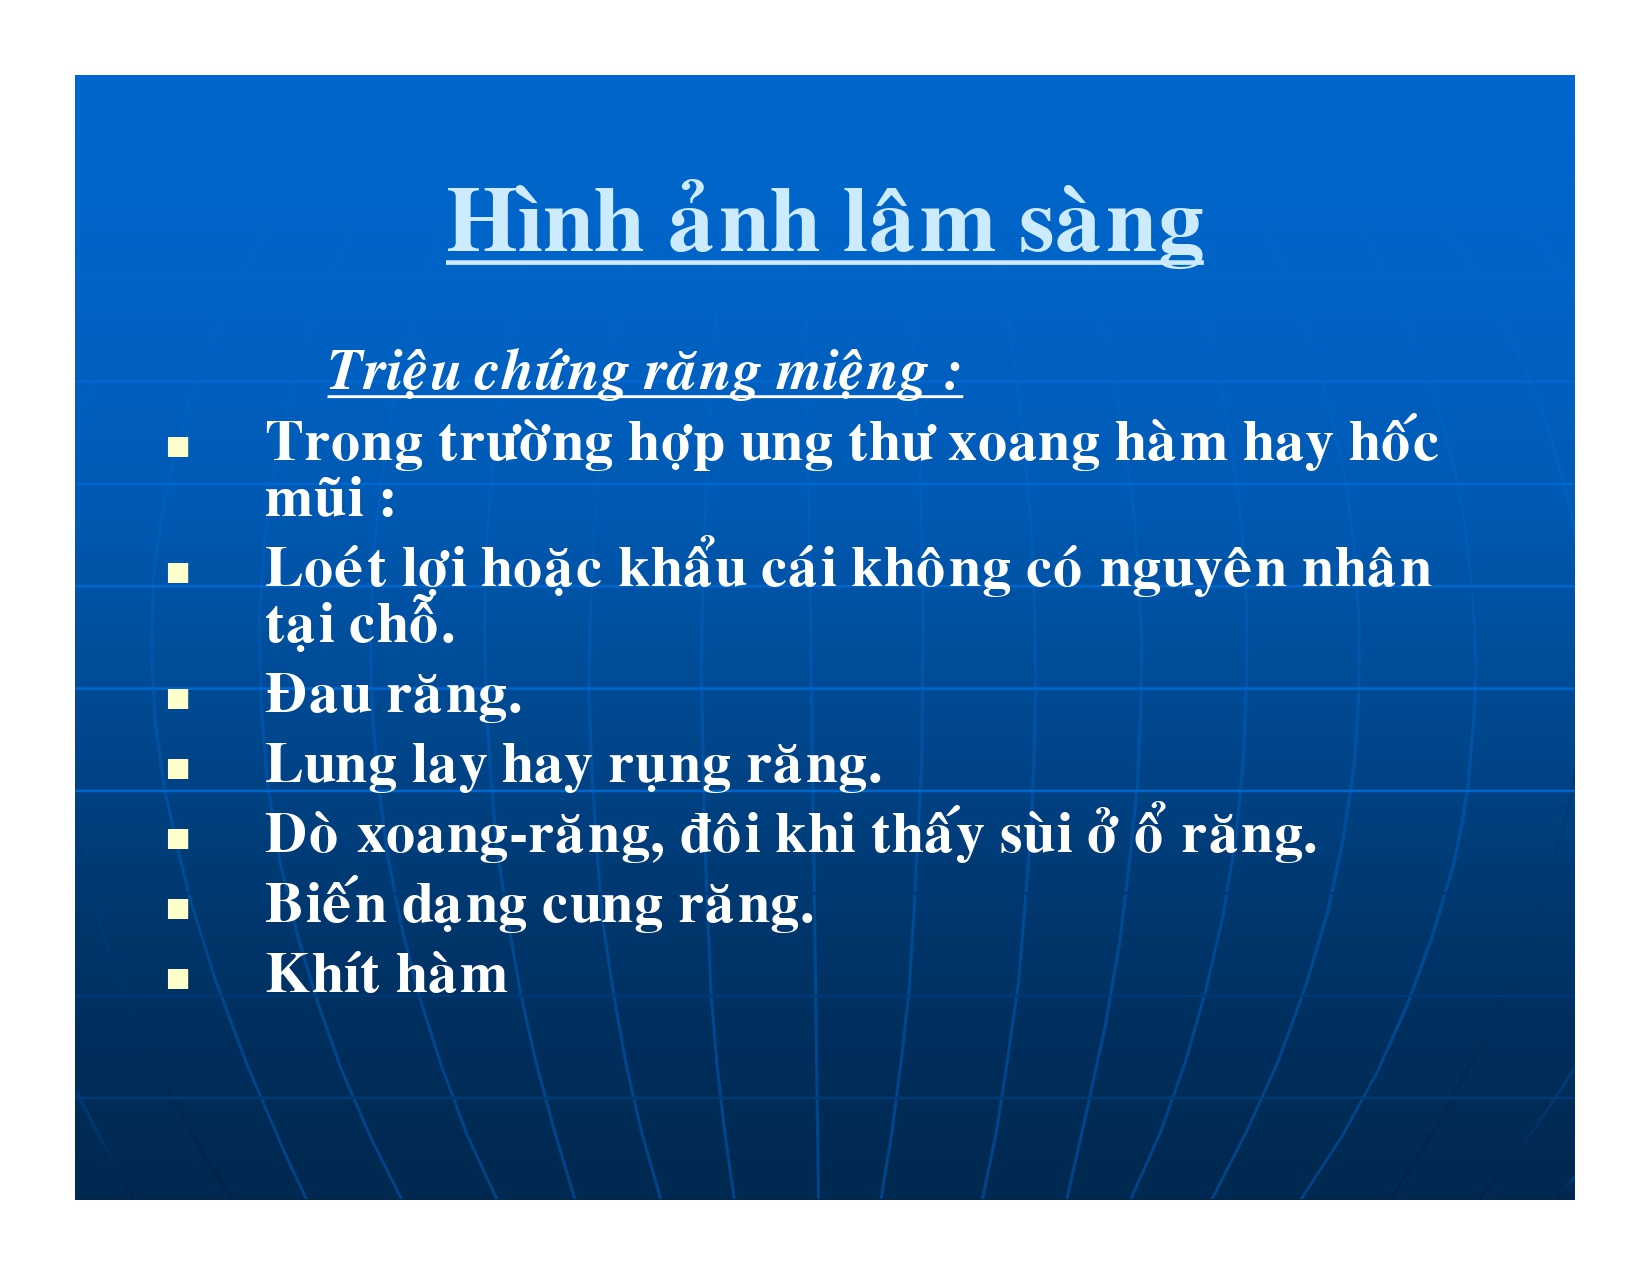 Hình ảnh lâm sàng
Triệu chứng răng miệng :
Trong trường hợp ung thư xoang hàm hay hốc
mũi :
Loét lợi hoặc khẩu cái không có nguyên nhân
tại chỗ.
Đau răng.
Lung lay hay rụng răng.
Dò xoang-răng, đôi khi thấy sùi ở ổ răng.
Biến dạng cung răng.
Khít hàm